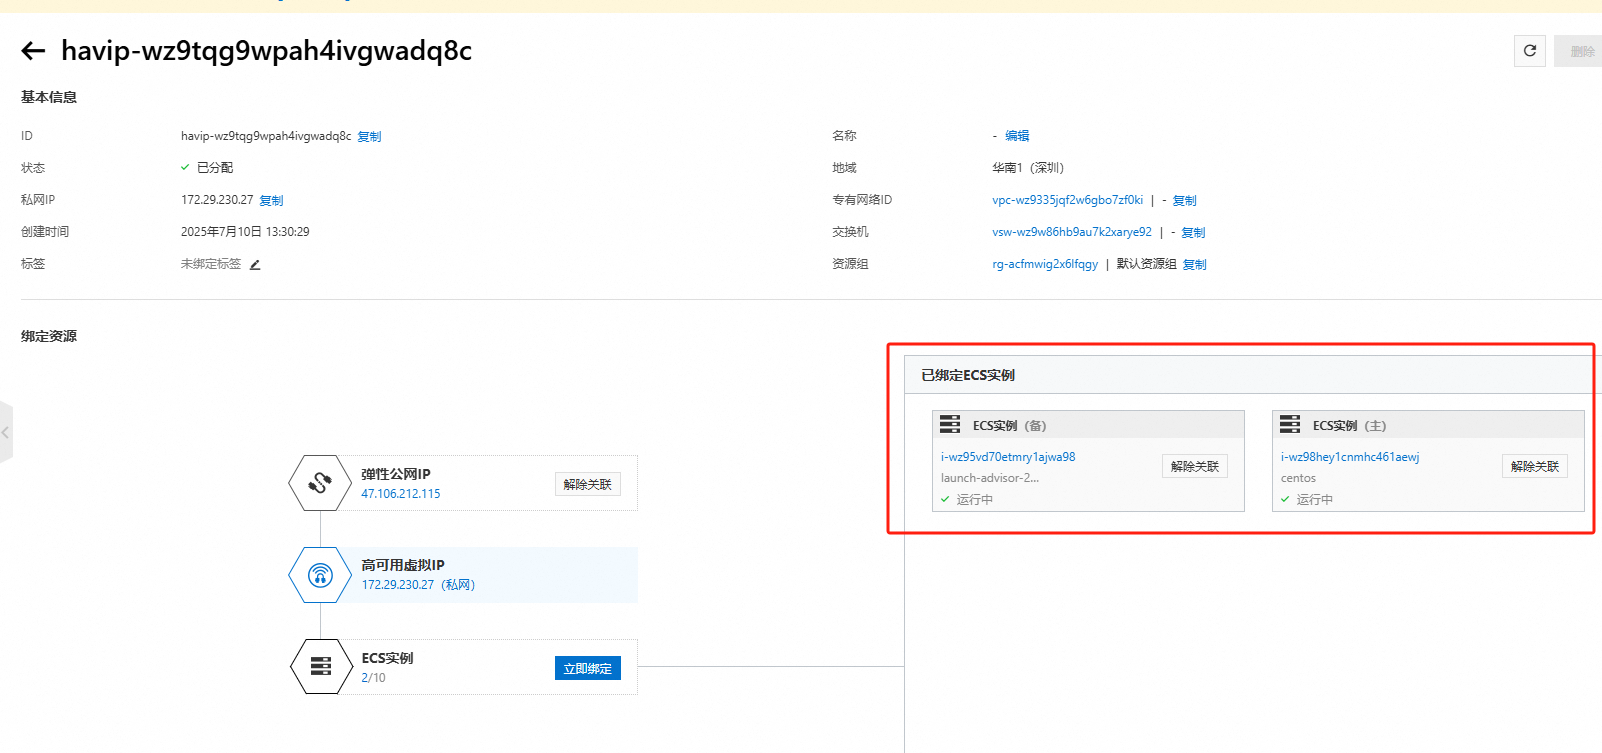 havip-wz9tqg9wpah4ivgwadq8c
删除
基本信息
ID
havip-wz9tqg9wpah4ivgwadq8c 复制
名称
- 编辑
状态
已分配
地域
华南1（深圳）
私网IP
172.29.230.27 复制
专有网络ID
vpc-wz9335jqf2w6gbo7zf0ki | - 复制
创建时间
2025年7月10日 13:30:29
交换机
vsw-wz9w86hb9au7k2xarye92 | - 复制
标签
未绑定标签
资源组
rg-acfmwig2x6lfqgy | 默认资源组 复制
绑定资源
弹性公网IP
47.106.212.115
解除关联
高可用虚拟IP
172.29.230.27（私网）
ECS实例
2/10
立即绑定
已绑定ECS实例
ECS实例（备）
i-wz95vd70etmry1ajwa98
launch-advisor-2...
运行中
解除关联
ECS实例（主）
i-wz98hey1cnmhc461aewj
centos
运行中
解除关联